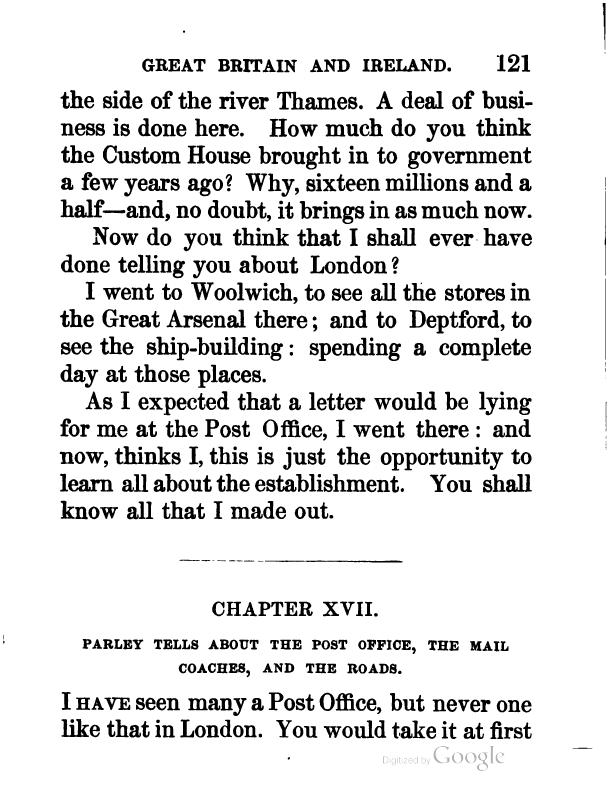 GREAT BRITAIN AND IRELAND. 121
the side of the river Thames. A deal of busi-
ness is done here. How much do you think
the Custom House brought in to government
a few years ago? Why, sixteen millions and a
half—and, no doubt, it brings in as much now.
Now do you think that I shall ever have
done telling you about London?
I went to Woolwich, to see all the stores in
the Great Arsenal there; and to Deptford, to
see the ship-building: spending a complete
day at those places.
As I expected that a letter would be lying
for me at the Post Office, I went there: and
now, thinks I, this is just the opportunity to
learn all about the establishment. You shall
know all that I made out.
CHAPTER XVII.
PARLEY TELLS ABOUT THE POST OFFICE, THE MAIL
COACHES, AND THE ROADS.
I HAVE seen many a Post Office, but never one
like that in London. You would take it at first
Digitized by Google